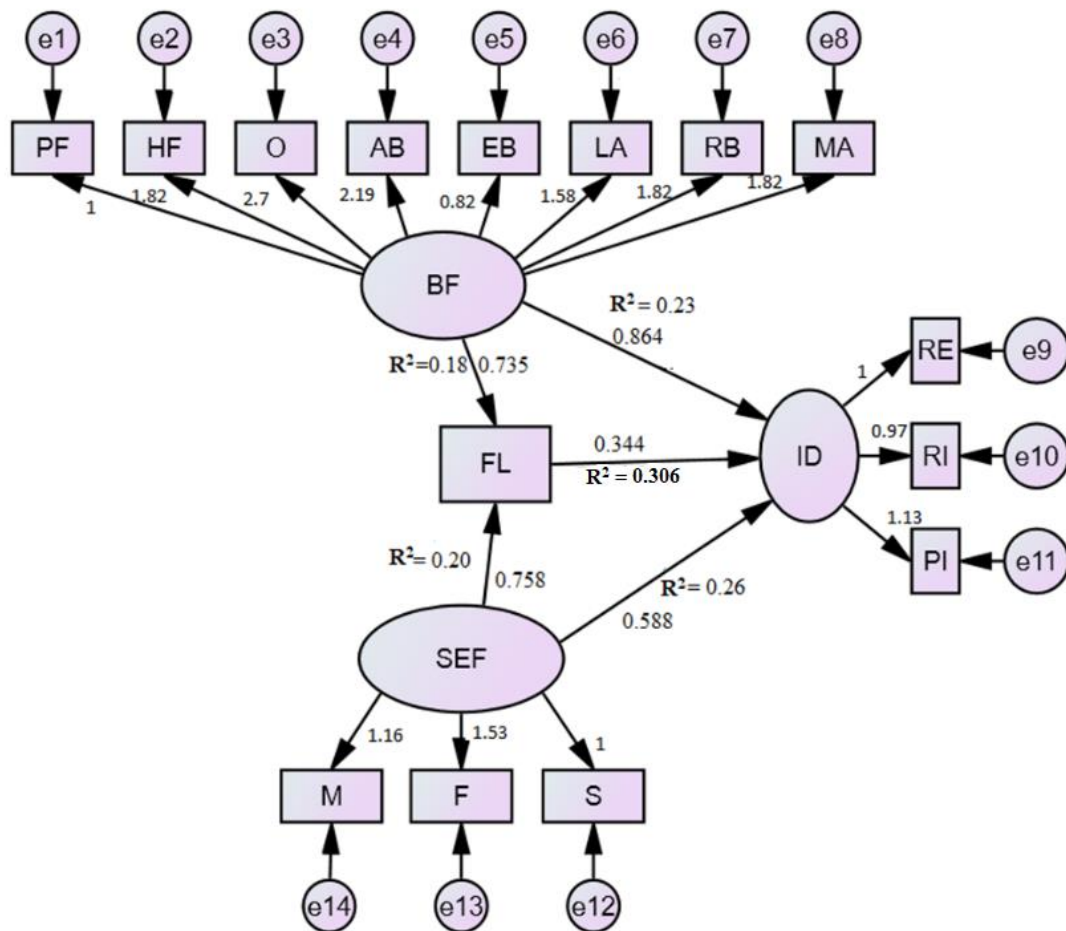 e1 e2 e3 e4 e5 e6 e7 e8
PF HF O AB EB LA RB MA
1 1.82 2.7 2.19 0.82 1.58 1.82 1.82
BF
R²= 0.23
0.864
R²=0.18 0.735
RE e9
1
0.344
0.97
FL ID RI e10
R² = 0.306
1.13
PI e11
R²= 0.20
0.758
R²= 0.26
0.588
SEF
1.16 1.53 1
M F S
e14 e13 e12